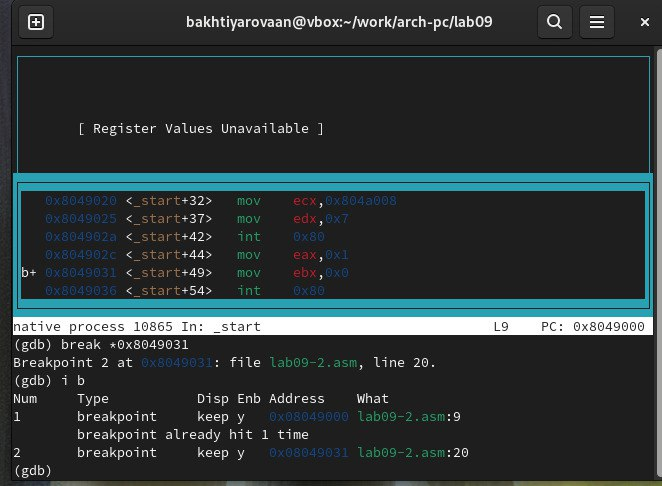 bakhtiyarovaan@vbox:~/work/arch-pc/lab09
[ Register Values Unavailable ]
0x8049020 <_start+32> mov ecx,0x804a008
0x8049025 <_start+37> mov edx,0x7
0x804902a <_start+42> int 0x80
0x804902c <_start+44> mov eax,0x1
b+ 0x8049031 <_start+49> mov ebx,0x0
0x8049036 <_start+54> int 0x80
native process 10865 In: _start L9 PC: 0x8049000
(gdb) break *0x8049031
Breakpoint 2 at 0x8049031: file lab09-2.asm, line 20.
(gdb) i b
Num Type Disp Enb Address What
1 breakpoint keep y 0x08049000 lab09-2.asm:9
breakpoint already hit 1 time
2 breakpoint keep y 0x08049031 lab09-2.asm:20
(gdb)